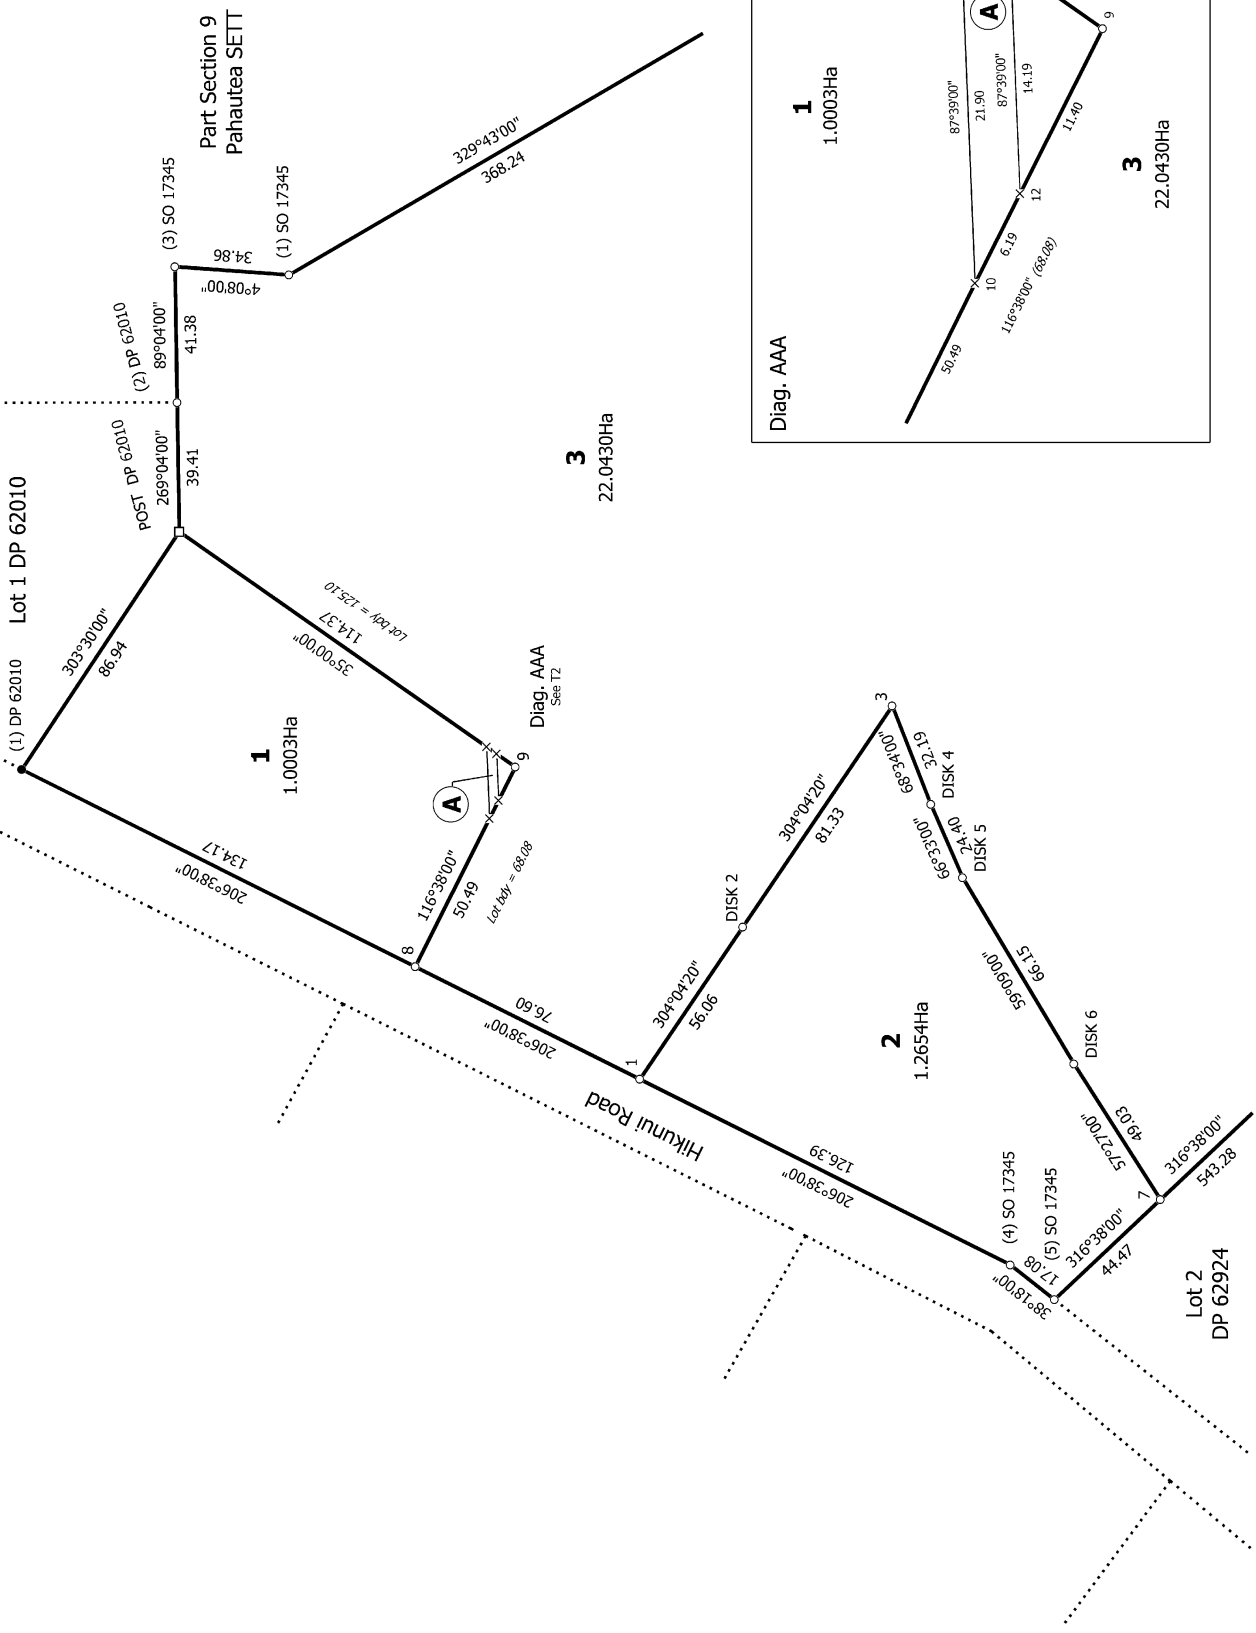 (1) DP 62010
Lot 1 DP 62010
303°30'00"
86.94
POST DP 62010
269°04'00"
39.41
(2) DP 62010
89°04'00"
41.38
(3) SO 17345
34.86
4°08'00"
(1) SO 17345
Part Section 9
Pahautea SETT
329°43'00"
368.24
206°38'00"
134.17
1
1.0003Ha
35°00'00"
114.37
Lot bdy = 125.10
A
Diag. AAA
See T2
9
8
116°38'00"
50.49
Lot bdy = 68.08
3
22.0430Ha
206°38'00"
76.60
1
Hikunui Road
304°04'20"
56.06
DISK 2
304°04'20"
81.33
3
68°34'00"
32.19
DISK 4
66°33'00"
24.40
DISK 5
59°09'00"
66.15
DISK 6
57°27'00"
49.03
7
2
1.2654Ha
206°38'00"
126.39
(4) SO 17345
(5) SO 17345
38°18'00"
17.08
316°38'00"
44.47
316°38'00"
543.28
Lot 2
DP 62924
Diag. AAA
1
1.0003Ha
87°39'00"
21.90
87°39'00"
14.19
A
9
11.40
12
6.19
10
116°38'00" (68.08)
50.49
3
22.0430Ha